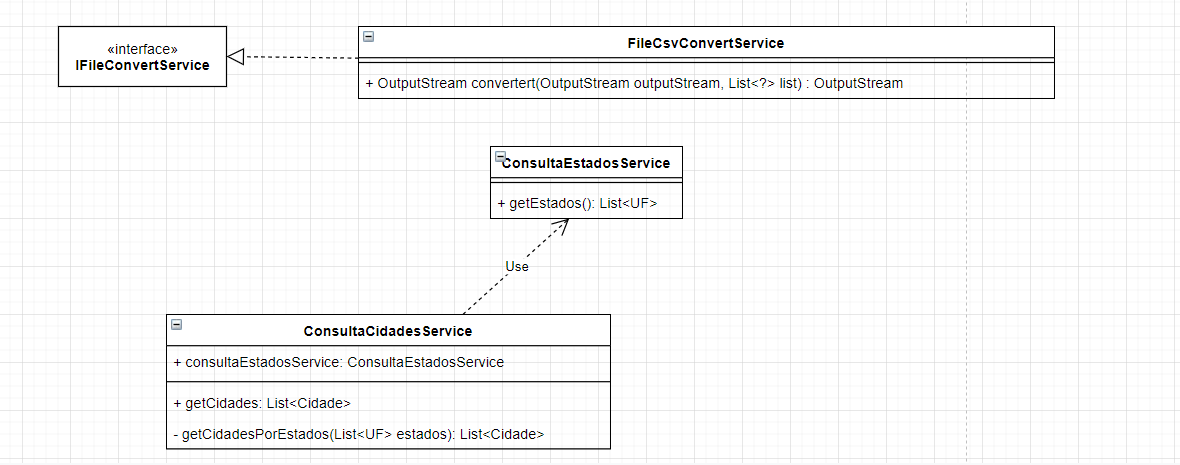 «interface»
IFileConvertService
FileCsvConvertService
+ OutputStream convertert(OutputStream outputStream, List<?> list) : OutputStream
ConsultaEstadosService
+ getEstados(): List<UF>
Use
ConsultaCidadesService
+ consultaEstadosService: ConsultaEstadosService
+ getCidades: List<Cidade>
- getCidadesPorEstados(List<UF> estados): List<Cidade>